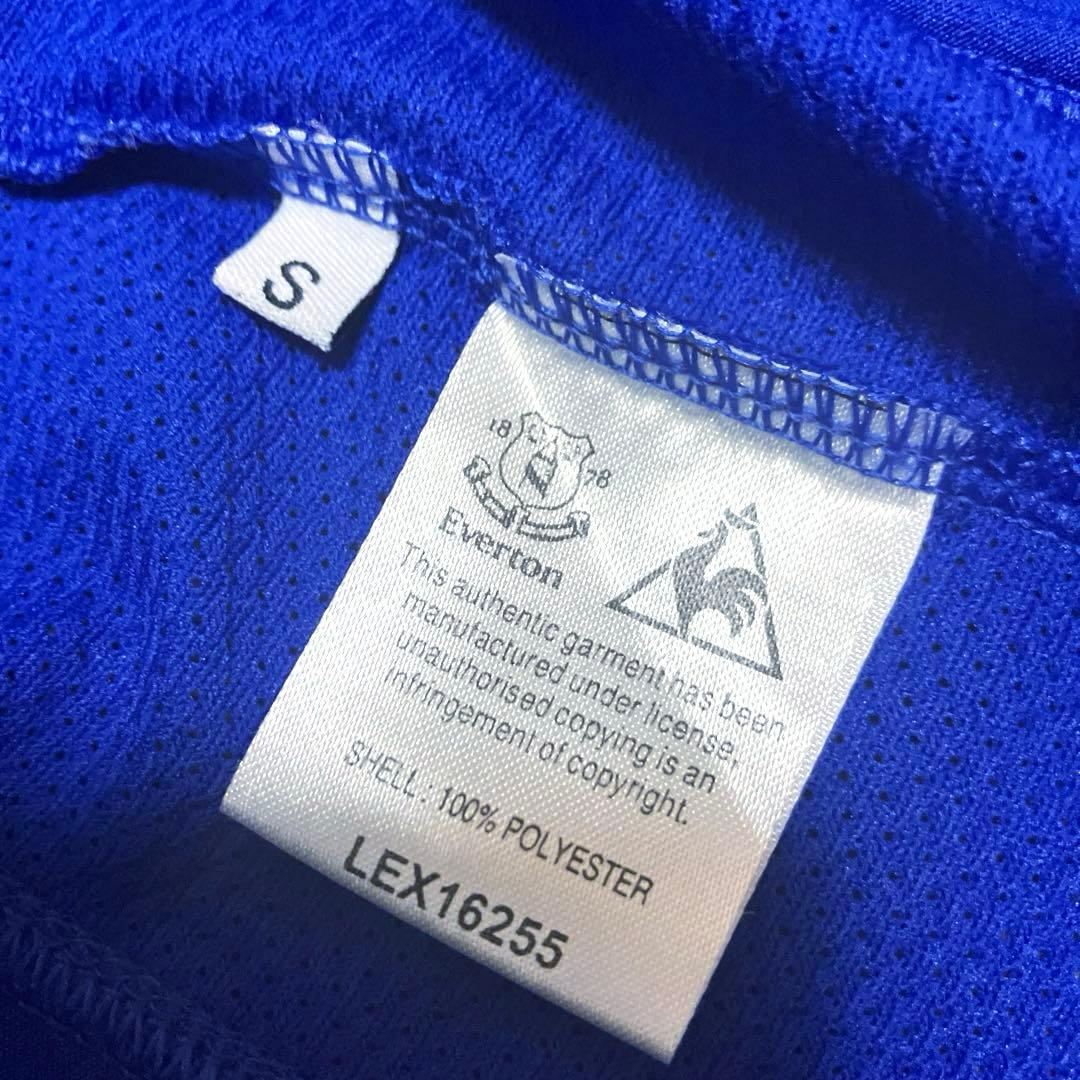 S
18 78
Everton
This authentic garment has been
manufactured under license,
unauthorised copying is an
infringement of copyright.
SHELL: 100% POLYESTER
LEX16255